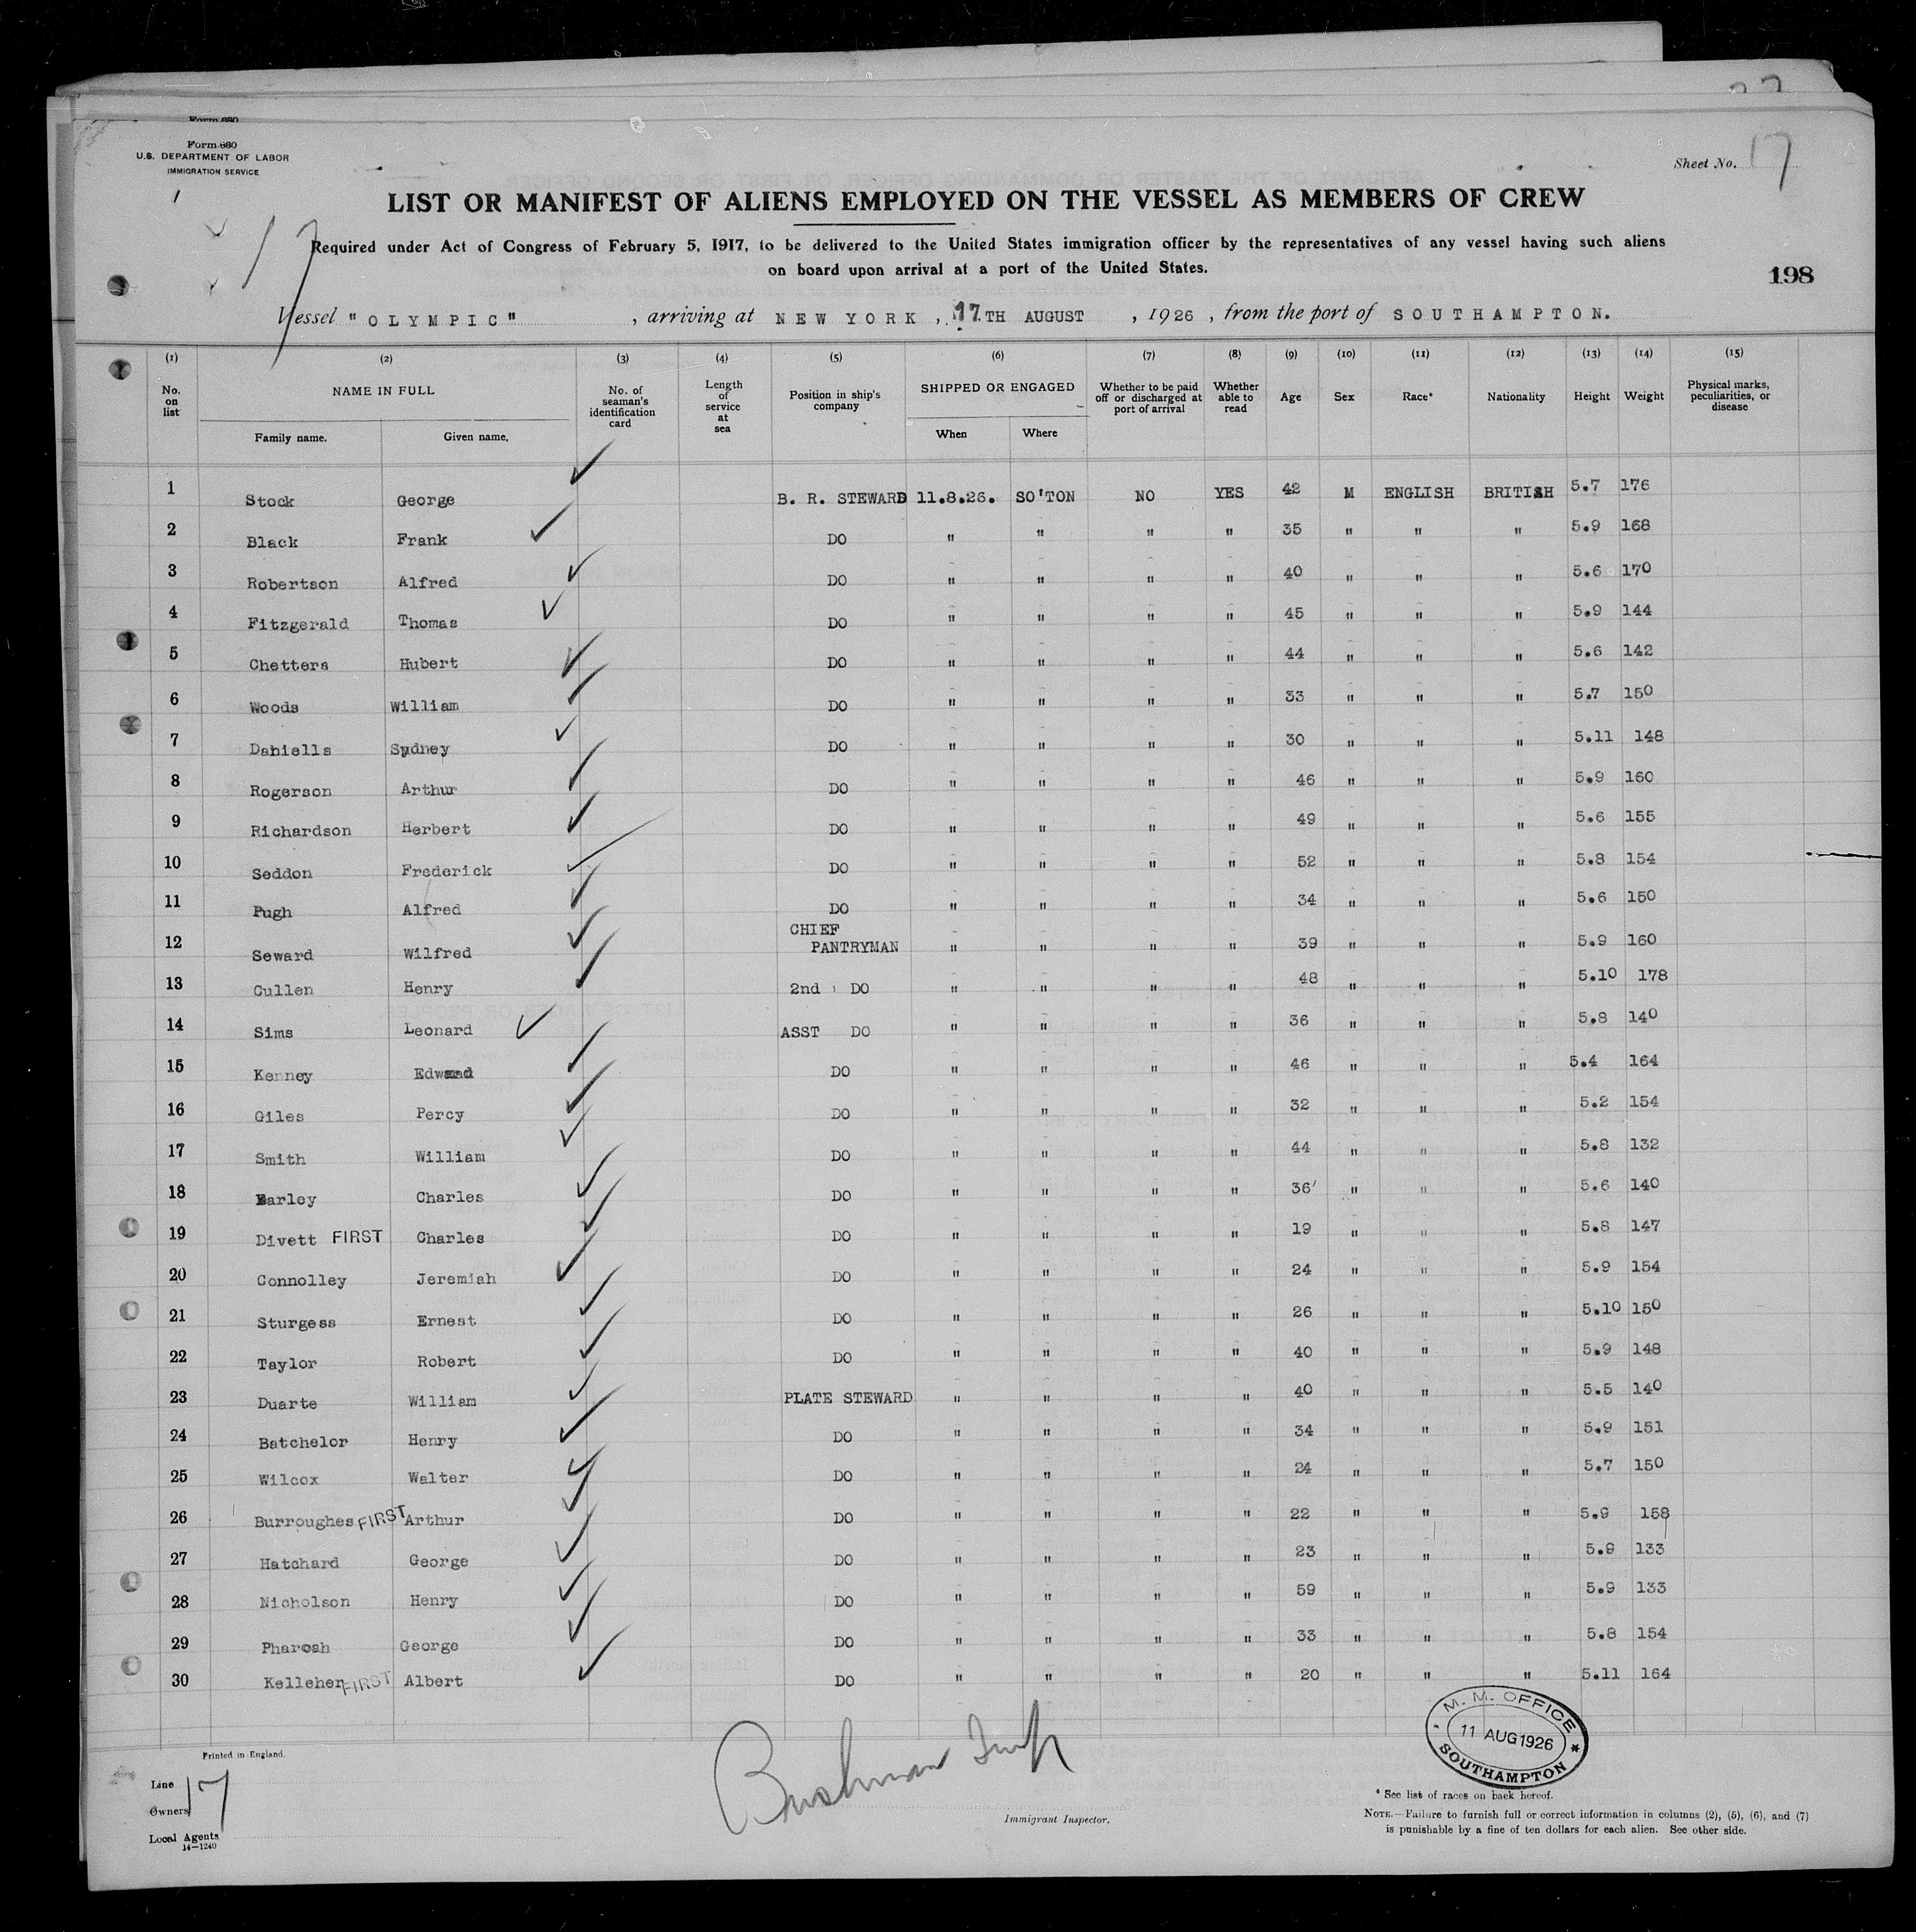 Form 680
Form 680
U.S. DEPARTMENT OF LABOR
IMMIGRATION SERVICE
Sheet No. 17
17
LIST OR MANIFEST OF ALIENS EMPLOYED ON THE VESSEL AS MEMBERS OF CREW
Required under Act of Congress of February 5, 1917, to be delivered to the United States immigration officer by the representatives of any vessel having such aliens
on board upon arrival at a port of the United States.
198
Vessel "OLYMPIC", arriving at NEW YORK, 17TH AUGUST, 1926, from the port of SOUTHAMPTON.
(1) (2) (3) (4) (5) (6) (7) (8) (9) (10) (11) (12) (13) (14) (15)
No. on list NAME IN FULL Family name. Given name. No. of seaman's identification card Length of service at sea Position in ship's company SHIPPED OR ENGAGED When Where Whether to be paid off or discharged at port of arrival Whether able to read Age Sex Race* Nationality Height Weight Physical marks, peculiarities, or disease
1 Stock George B. R. STEWARD 11.8.26. SO'TON NO YES 42 M ENGLISH BRITISH 5.7 176
2 Black Frank DO " " " " 35 " " " 5.9 168
3 Robertson Alfred DO " " " " 40 " " " 5.6 170
4 Fitzgerald Thomas DO " " " " 45 " " " 5.9 144
5 Chetters Hubert DO " " " " 44 " " " 5.6 142
6 Woods William DO " " " " 33 " " " 5.7 150
7 Daniells Sydney DO " " " " 30 " " " 5.11 148
8 Rogerson Arthur DO " " " " 46 " " " 5.9 160
9 Richardson Herbert DO " " " " 49 " " " 5.6 155
10 Seddon Frederick DO " " " " 52 " " " 5.8 154
11 Pugh Alfred DO " " " " 34 " " " 5.6 150
12 Seward Wilfred CHIEF PANTRYMAN " " " " 39 " " " 5.9 160
13 Cullen Henry 2nd DO " " " " 48 " " " 5.10 178
14 Sims Leonard ASST DO " " " " 36 " " " 5.8 140
15 Kenney Edward DO " " " " 46 " " " 5.4 164
16 Giles Percy DO " " " " 32 " " " 5.2 154
17 Smith William DO " " " " 44 " " " 5.8 132
18 Earley Charles DO " " " " 36 " " " 5.6 140
19 Divett FIRST Charles DO " " " " 19 " " " 5.8 147
20 Connolley Jeremiah DO " " " " 24 " " " 5.9 154
21 Sturgess Ernest DO " " " " 26 " " " 5.10 150
22 Taylor Robert DO " " " " 40 " " " 5.9 148
23 Duarte William PLATE STEWARD " " " " 40 " " " 5.5 140
24 Batchelor Henry DO " " " " 34 " " " 5.9 151
25 Wilcox Walter DO " " " " 24 " " " 5.7 150
26 Burroughes FIRST Arthur DO " " " " 22 " " " 5.9 158
27 Hatchard George DO " " " " 23 " " " 5.9 133
28 Nicholson Henry DO " " " " 59 " " " 5.9 133
29 Pharoah George DO " " " " 33 " " " 5.8 154
30 Kelleher FIRST Albert DO " " " " 20 " " " 5.11 164
M. M. OFFICE
11 AUG 1926
SOUTHAMPTON
Printed in England.
Line
Owners 17
Local Agents
14—1240
Immigrant Inspector.
* See list of races on back hereof.
NOTE.—Failure to furnish full or correct information in columns (2), (5), (6), and (7)
is punishable by a fine of ten dollars for each alien. See other side.